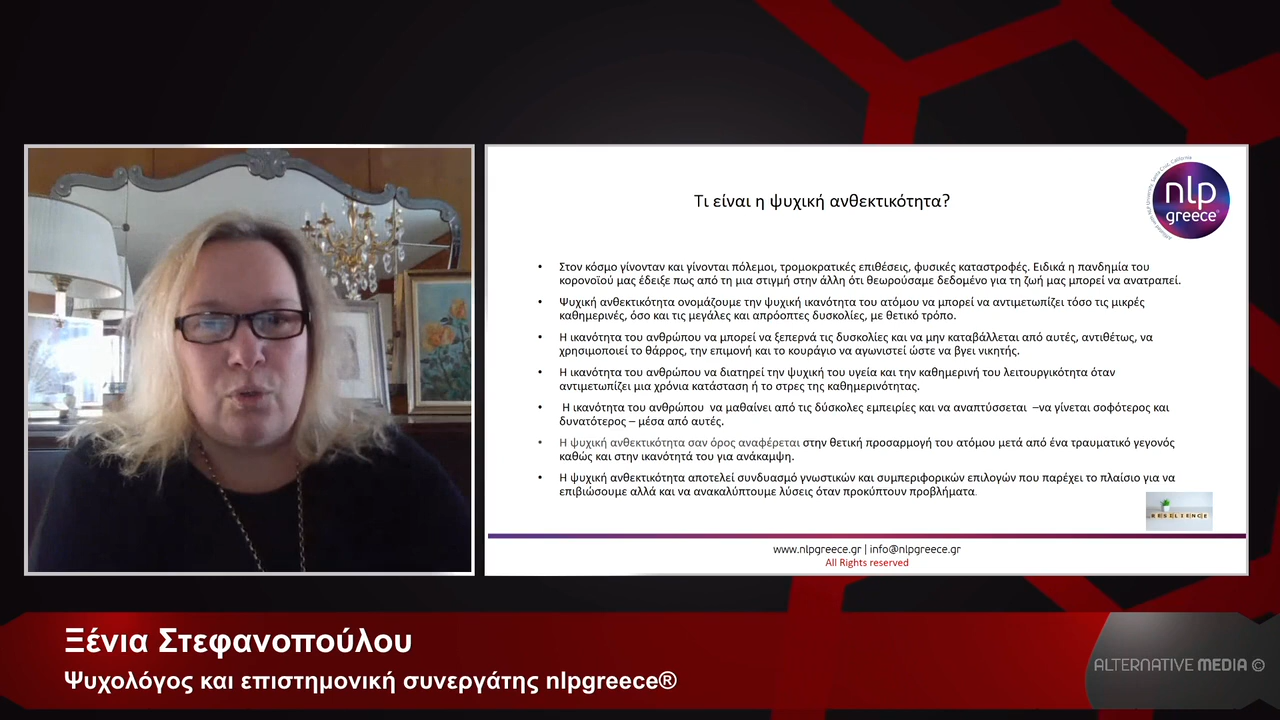 Τι είναι η ψυχική ανθεκτικότητα?
nlp
greece®
• Στον κόσμο γίνονταν και γίνονται πόλεμοι, τρομοκρατικές επιθέσεις, φυσικές καταστροφές. Ειδικά η πανδημία του
κορονοϊού μας έδειξε πως από τη μια στιγμή στην άλλη ότι θεωρούσαμε δεδομένο για τη ζωή μας μπορεί να ανατραπεί.
• Ψυχική ανθεκτικότητα ονομάζουμε την ψυχική ικανότητα του ατόμου να μπορεί να αντιμετωπίζει τόσο τις μικρές
καθημερινές, όσο και τις μεγάλες και απρόοπτες δυσκολίες, με θετικό τρόπο.
• Η ικανότητα του ανθρώπου να μπορεί να ξεπερνά τις δυσκολίες και να μην καταβάλλεται από αυτές, αντιθέτως, να
χρησιμοποιεί το θάρρος, την επιμονή και το κουράγιο να αγωνιστεί ώστε να βγει νικητής.
• Η ικανότητα του ανθρώπου να διατηρεί την ψυχική του υγεία και την καθημερινή του λειτουργικότητα όταν
αντιμετωπίζει μια χρόνια κατάσταση ή το στρες της καθημερινότητας.
• Η ικανότητα του ανθρώπου να μαθαίνει από τις δύσκολες εμπειρίες και να αναπτύσσεται –να γίνεται σοφότερος και
δυνατότερος – μέσα από αυτές.
• Η ψυχική ανθεκτικότητα σαν όρος αναφέρεται στην θετική προσαρμογή του ατόμου μετά από ένα τραυματικό γεγονός
καθώς και στην ικανότητά του για ανάκαμψη.
• Η ψυχική ανθεκτικότητα αποτελεί συνδυασμό γνωστικών και συμπεριφορικών επιλογών που παρέχει το πλαίσιο για να
επιβιώσουμε αλλά και να ανακαλύπτουμε λύσεις όταν προκύπτουν προβλήματα.
RESILIENCE
www.nlpgreece.gr | info@nlpgreece.gr
All Rights reserved
Ξένια Στεφανοπούλου
Ψυχολόγος και επιστημονική συνεργάτης nlpgreece®
ALTERNATIVE MEDIA ©